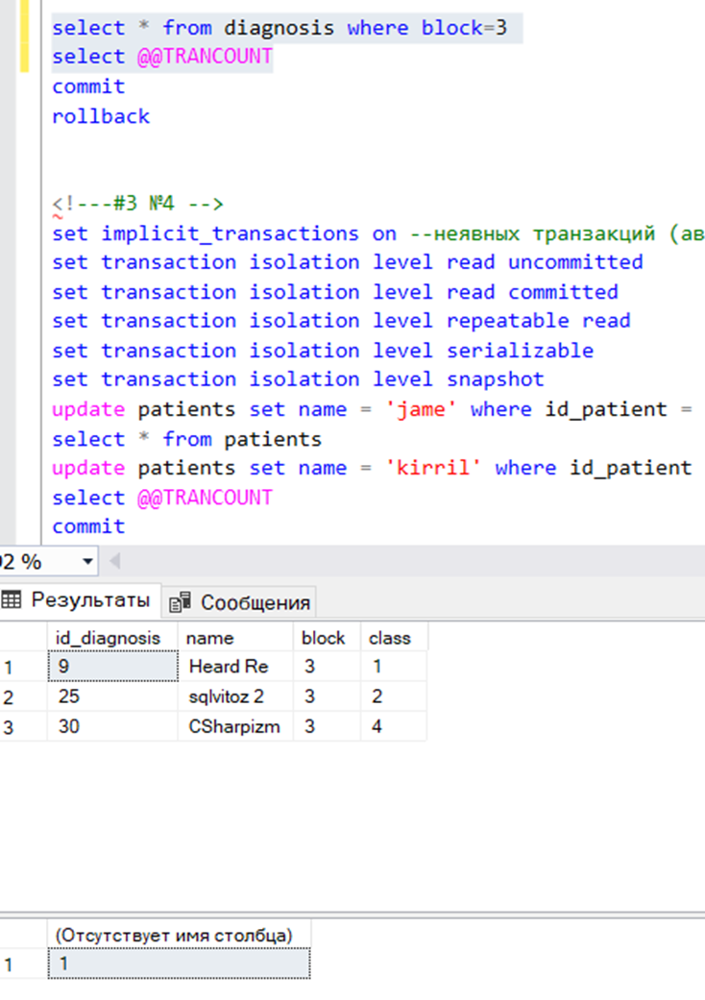 select * from diagnosis where block=3
select @@TRANCOUNT
commit
rollback
<!---#3 №4 -->
set implicit_transactions on --неявных транзакций (ав
set transaction isolation level read uncommitted
set transaction isolation level read committed
set transaction isolation level repeatable read
set transaction isolation level serializable
set transaction isolation level snapshot
update patients set name = 'jame' where id_patient =
select * from patients
update patients set name = 'kirril' where id_patient
select @@TRANCOUNT
commit
02 %
Результаты Сообщения
id_diagnosis name block class
1 9 Heard Re 3 1
2 25 sqlvitoz 2 3 2
3 30 CSharpizm 3 4
(Отсутствует имя столбца)
1 1